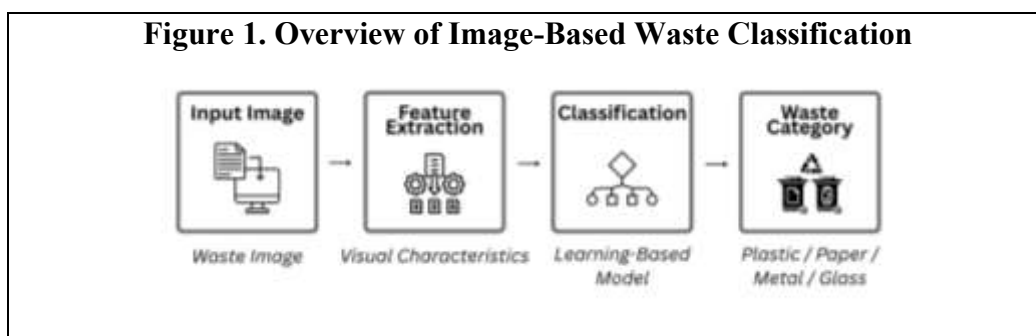 Figure 1. Overview of Image-Based Waste Classification
Input Image
Feature
Extraction
Classification
Waste
Category
Waste Image
Visual Characteristics
Learning-Based
Model
Plastic / Paper /
Metal / Glass